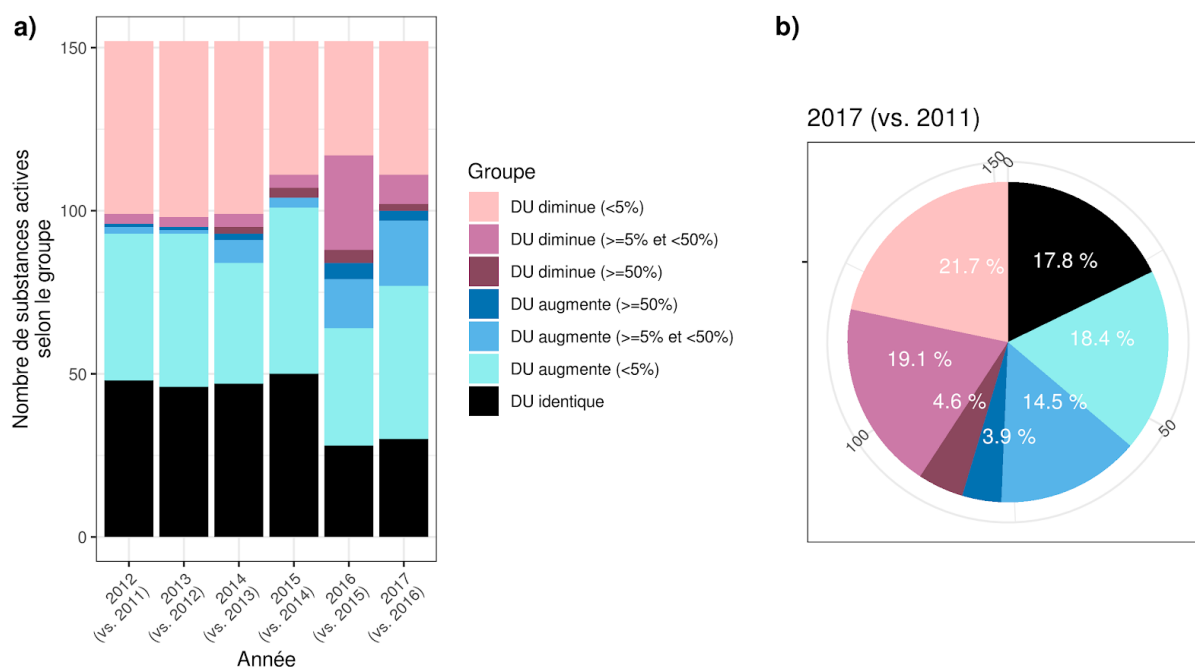 a)
Nombre de substances actives
selon le groupe
150
100
50
0
2012
(vs. 2011)
2013
(vs. 2012)
2014
(vs. 2013)
2015
(vs. 2014)
2016
(vs. 2015)
2017
(vs. 2016)
Année
Groupe
DU diminue (<5%)
DU diminue (>=5% et <50%)
DU diminue (>=50%)
DU augmente (>=50%)
DU augmente (>=5% et <50%)
DU augmente (<5%)
DU identique
b)
2017 (vs. 2011)
150
0
21.7 %
17.8 %
18.4 %
19.1 %
4.6 %
14.5 %
3.9 %
50
100